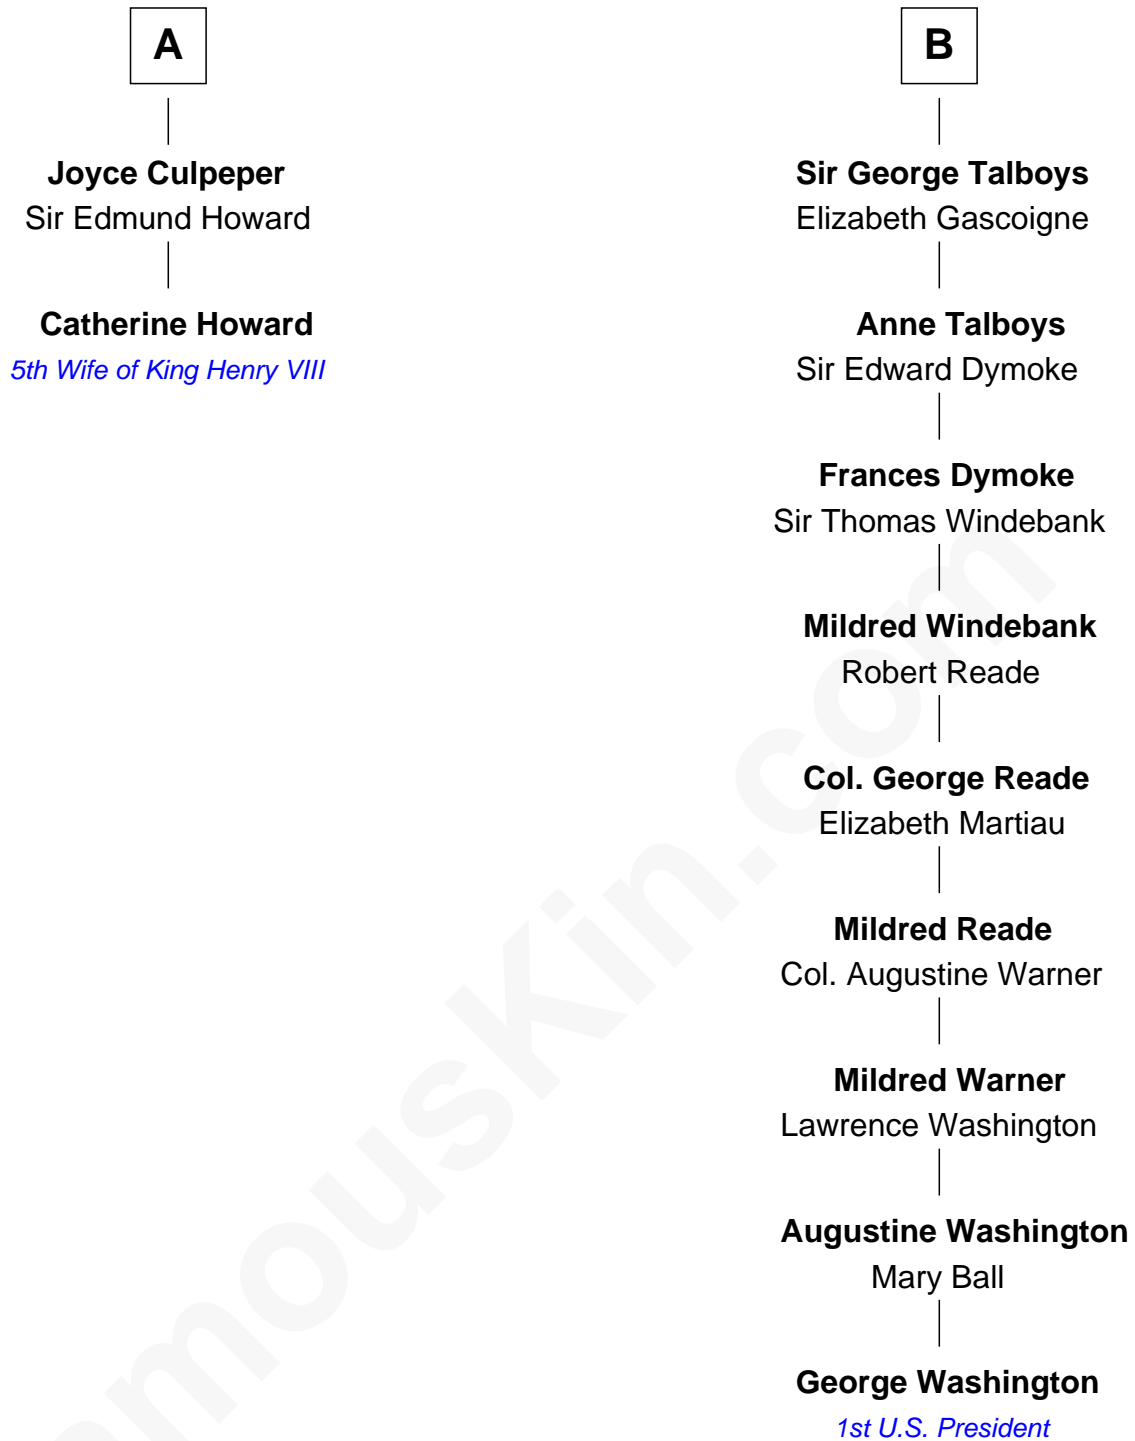 A
Joyce Culpeper
Sir Edmund Howard
Catherine Howard
5th Wife of King Henry VIII
B
Sir George Talboys
Elizabeth Gascoigne
Anne Talboys
Sir Edward Dymoke
Frances Dymoke
Sir Thomas Windebank
Mildred Windebank
Robert Reade
Col. George Reade
Elizabeth Martiau
Mildred Reade
Col. Augustine Warner
Mildred Warner
Lawrence Washington
Augustine Washington
Mary Ball
George Washington
1st U.S. President
amousKin.com